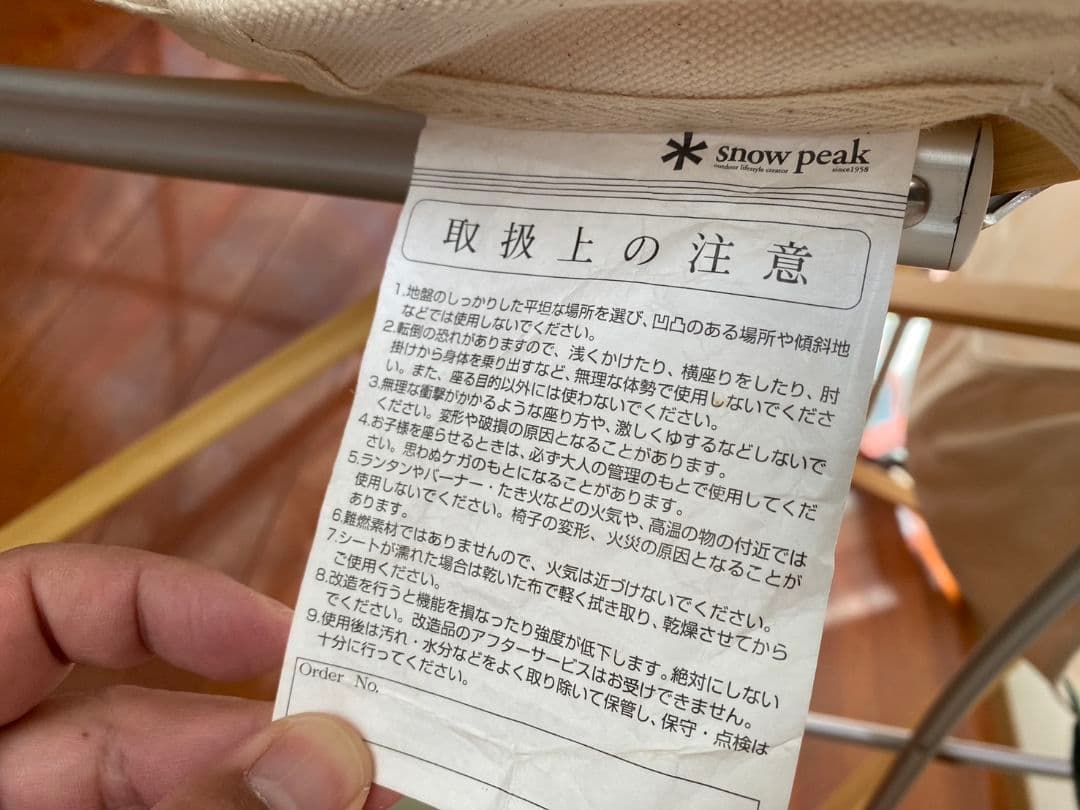 snow peak
outdoor lifestyle creator since1958
取扱上の注意
1.地盤のしっかりした平坦な場所を選び、凹凸のある場所や傾斜地
などでは使用しないでください。
2.転倒の恐れがありますので、浅くかけたり、横座りをしたり、肘
掛けから身体を乗り出すなど、無理な体勢で使用しないでくださ
い。また、座る目的以外には使わないでください。
3.無理な衝撃がかかるような座り方や、激しくゆするなどしないで
ください。変形や破損の原因となることがあります。
4.お子様を座らせるときは、必ず大人の管理のもとで使用してくだ
さい。思わぬケガのもとになることがあります。
5.ランタンやバーナー・たき火などの火気や、高温の物の付近では
使用しないでください。椅子の変形、火災の原因となることが
あります。
6.難燃素材ではありませんので、火気は近づけないでください。
7.シートが濡れた場合は乾いた布で軽く拭き取り、乾燥させてから
ご使用ください。
8.改造を行うと機能を損なったり強度が低下します。絶対にしない
でください。改造品のアフターサービスはお受けできません。
9.使用後は汚れ・水分などをよく取り除いて保管し、保守・点検は
十分に行ってください。
Order No.